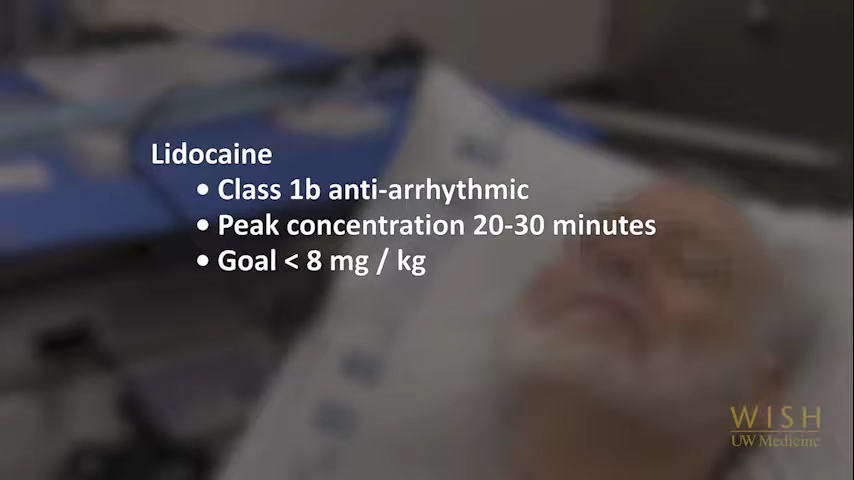 Lidocaine
• Class 1b anti-arrhythmic
• Peak concentration 20-30 minutes
• Goal < 8 mg / kg
WISH
UW Medicine